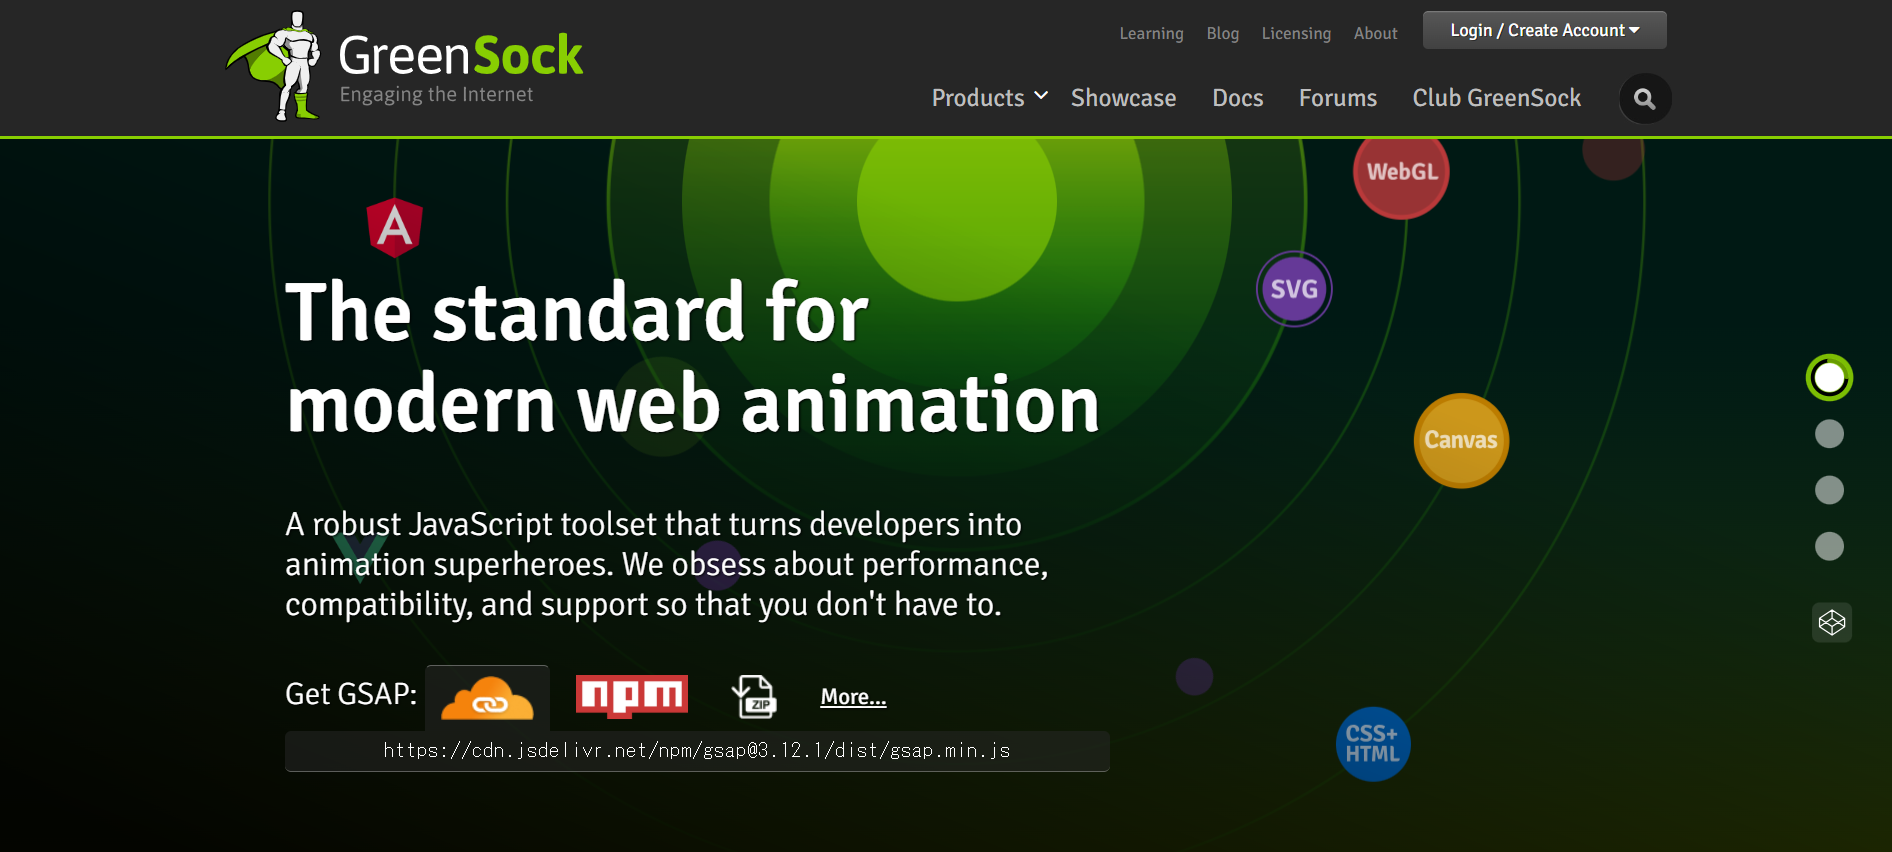 GreenSock
Engaging the Internet
Learning Blog Licensing About Login / Create Account
Products Showcase Docs Forums Club GreenSock
WebGL
A
SVG
The standard for
modern web animation
Canvas
A robust JavaScript toolset that turns developers into
animation superheroes. We obsess about performance,
compatibility, and support so that you don't have to.
Get GSAP: npm ZIP More...
https://cdn.jsdelivr.net/npm/gsap@3.12.1/dist/gsap.min.js
CSS+
HTML